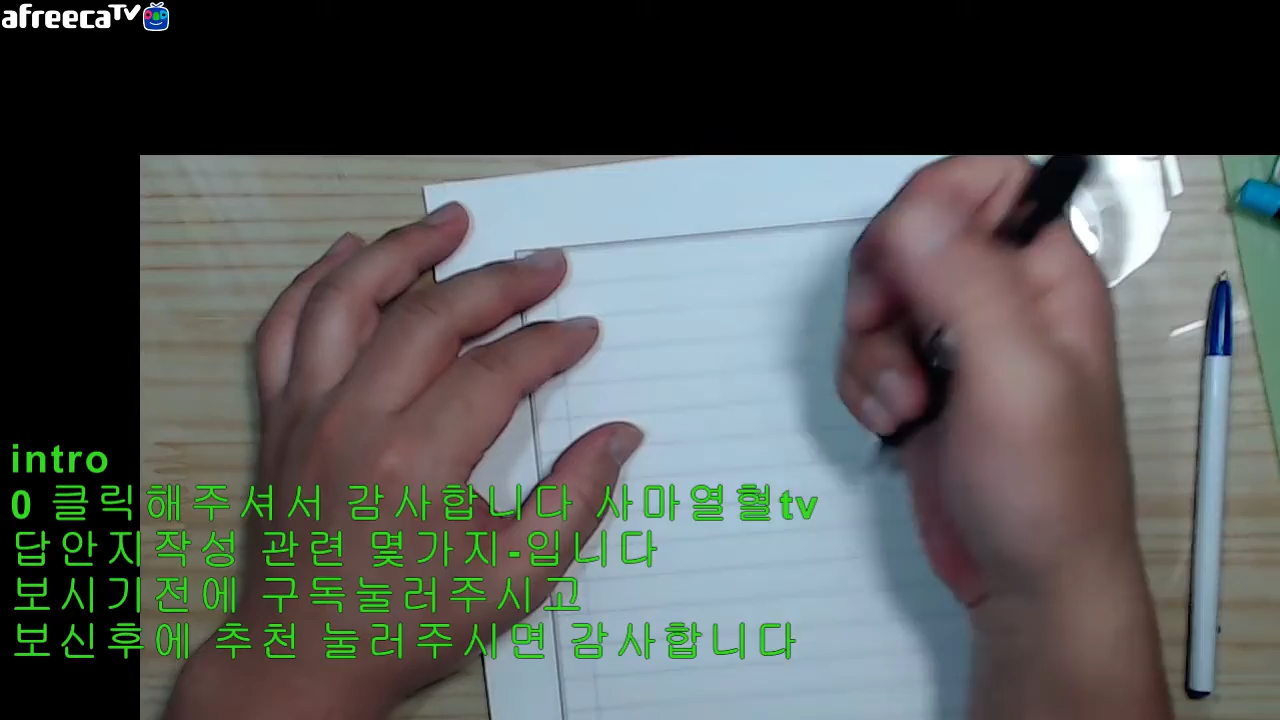 afreecaTV
intro
0 클릭해주셔서 감사합니다 사마열혈tv
답안지작성 관련 몇가지-입니다
보시기전에 구독눌러주시고
보신후에 추천 눌러주시면 감사합니다